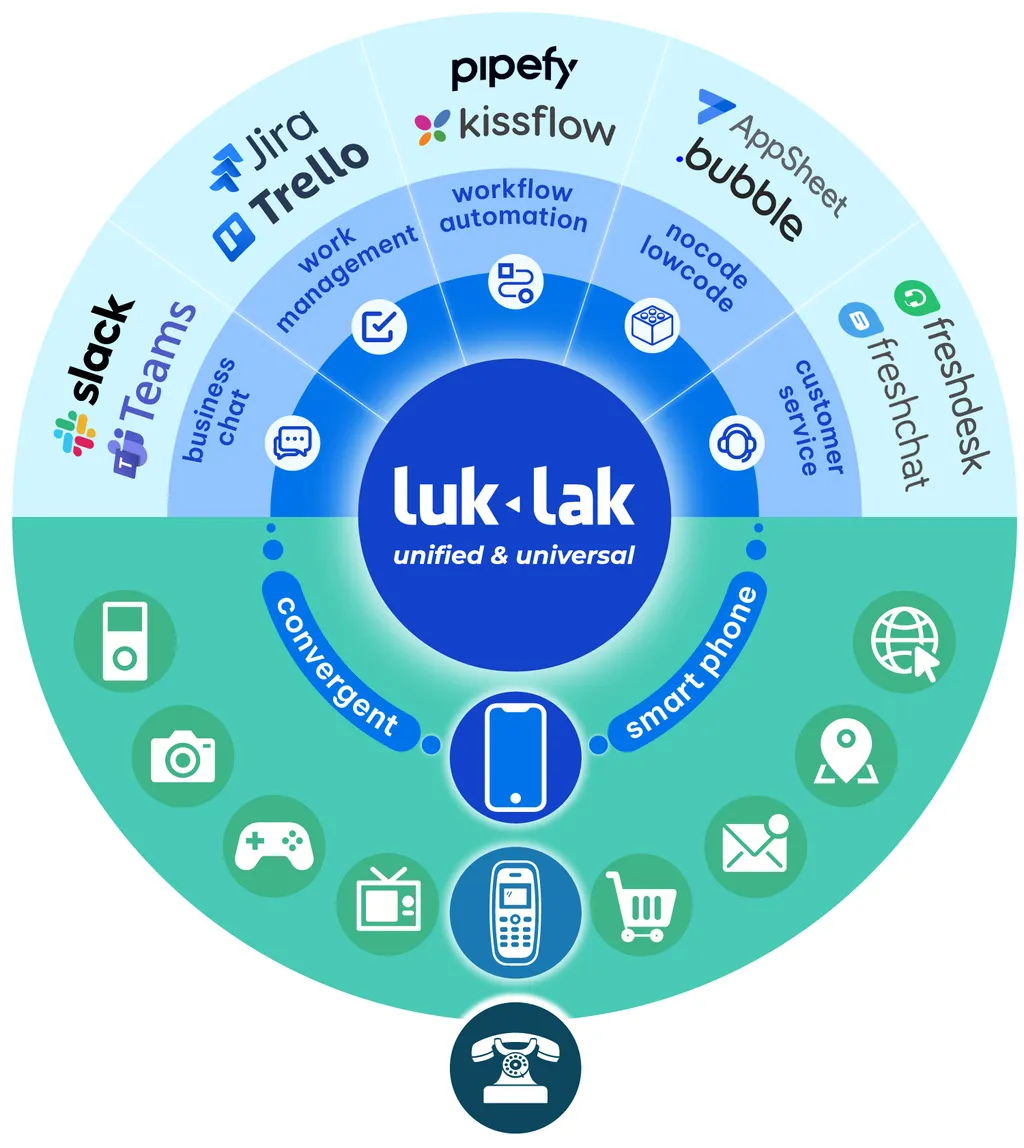 pipefy
kissflow
Jira
Trello
AppSheet
.bubble
slack
Teams
T
freshdesk
freshchat
workflow
automation
work
management
nocode
lowcode
business
chat
customer
service
luk lak
unified & universal
convergent
smart phone